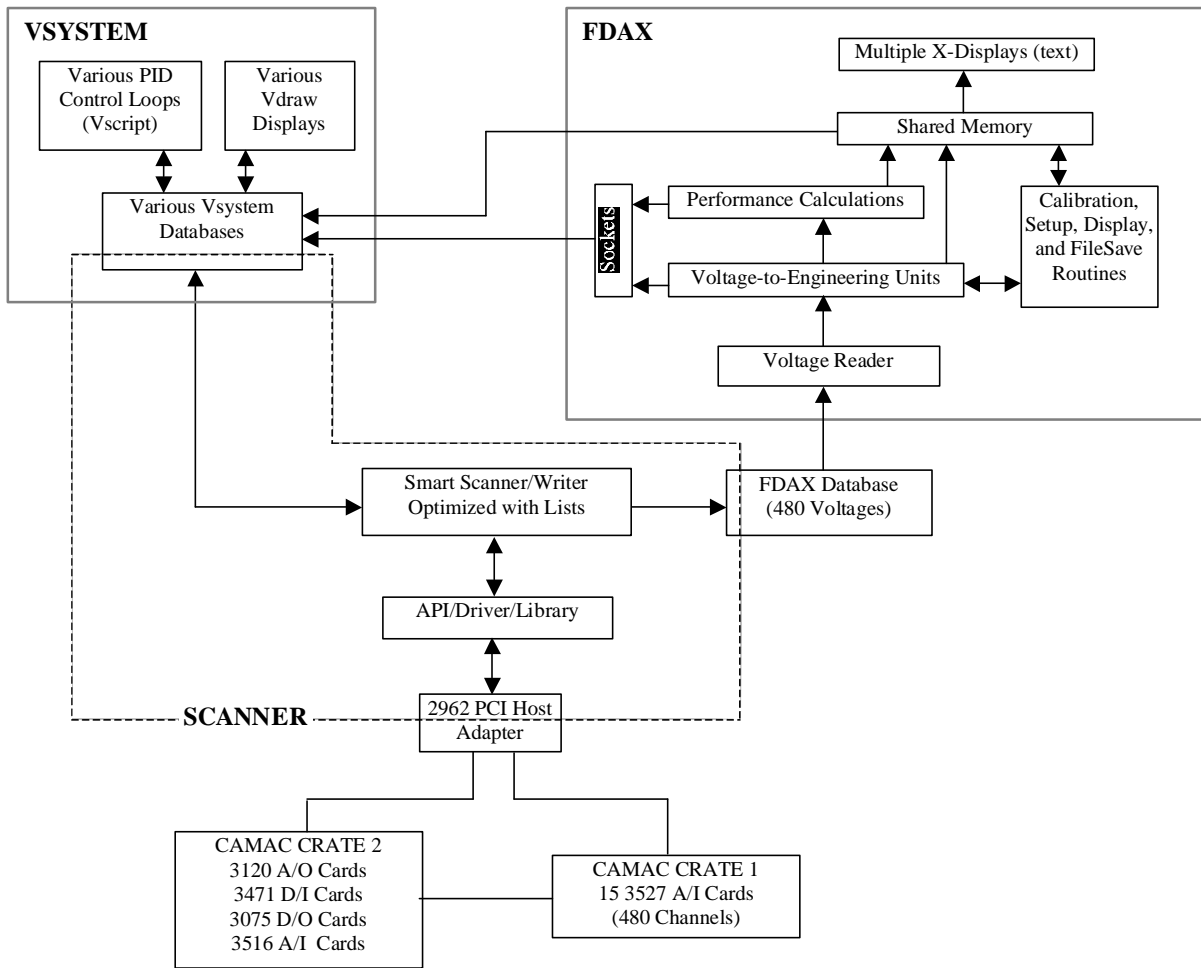 VSYSTEM
Various PID
Control Loops
(Vscript)
Various
Vdraw
Displays
Various Vsystem
Databases
FDAX
Multiple X-Displays (text)
Shared Memory
Sockets
Performance Calculations
Calibration,
Setup, Display,
and FileSave
Routines
Voltage-to-Engineering Units
Voltage Reader
Smart Scanner/Writer
Optimized with Lists
FDAX Database
(480 Voltages)
API/Driver/Library
SCANNER
2962 PCI Host
Adapter
CAMAC CRATE 2
3120 A/O Cards
3471 D/I Cards
3075 D/O Cards
3516 A/I Cards
CAMAC CRATE 1
15 3527 A/I Cards
(480 Channels)